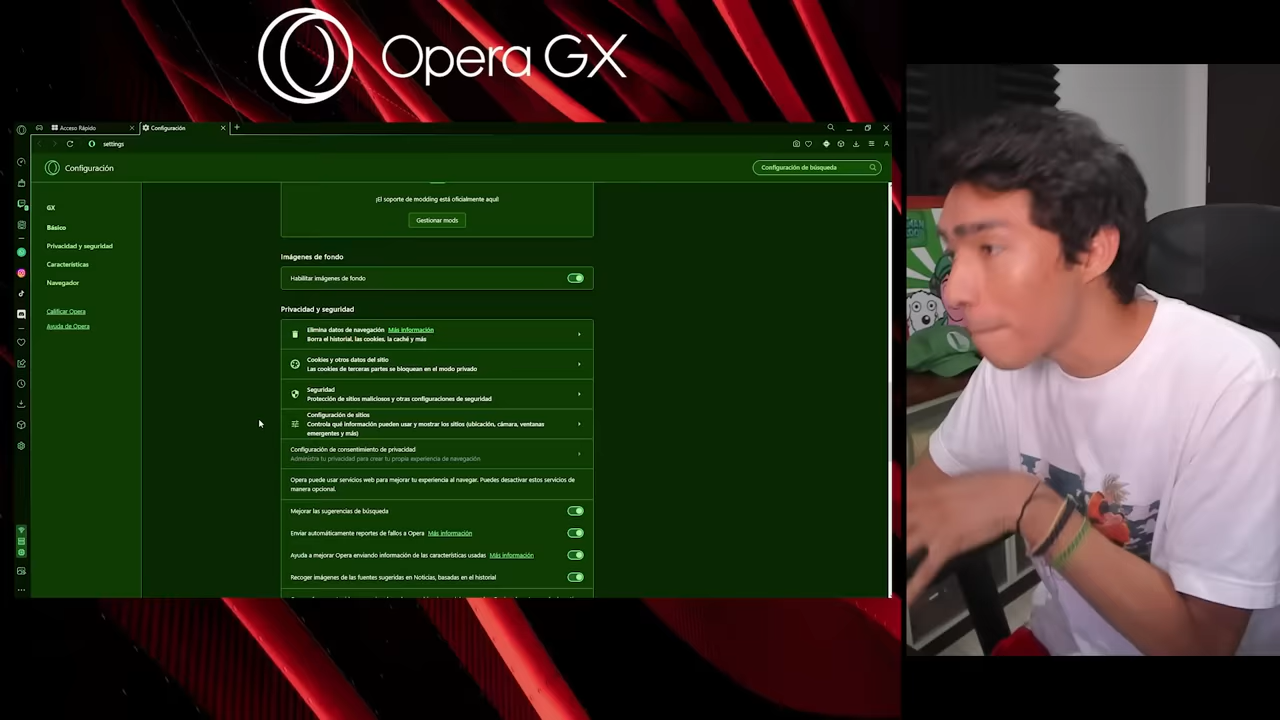 Opera GX
Acceso Rápido
Configuración
settings
Configuración
Configuración de búsqueda
GX
Básico
Privacidad y seguridad
Características
Navegador
Calificar Opera
Ayuda de Opera
¡El soporte de modding está oficialmente aquí!
Gestionar mods
Imágenes de fondo
Habilitar imágenes de fondo
Privacidad y seguridad
Elimina datos de navegación Más información
Borra el historial, las cookies, la caché y más
Cookies y otros datos del sitio
Las cookies de terceras partes se bloquean en el modo privado
Seguridad
Protección de sitios maliciosos y otras configuraciones de seguridad
Configuración de sitios
Controla qué información pueden usar y mostrar los sitios (ubicación, cámara, ventanas
emergentes y más)
Configuración de consentimiento de privacidad
Administra tu privacidad para crear tu propia experiencia de navegación
Opera puede usar servicios web para mejorar tu experiencia al navegar. Puedes desactivar estos servicios de
manera opcional.
Mejorar las sugerencias de búsqueda
Enviar automáticamente reportes de fallos a Opera Más información
Ayuda a mejorar Opera enviando información de las características usadas Más información
Recoger imágenes de las fuentes sugeridas en Noticias, basadas en el historial